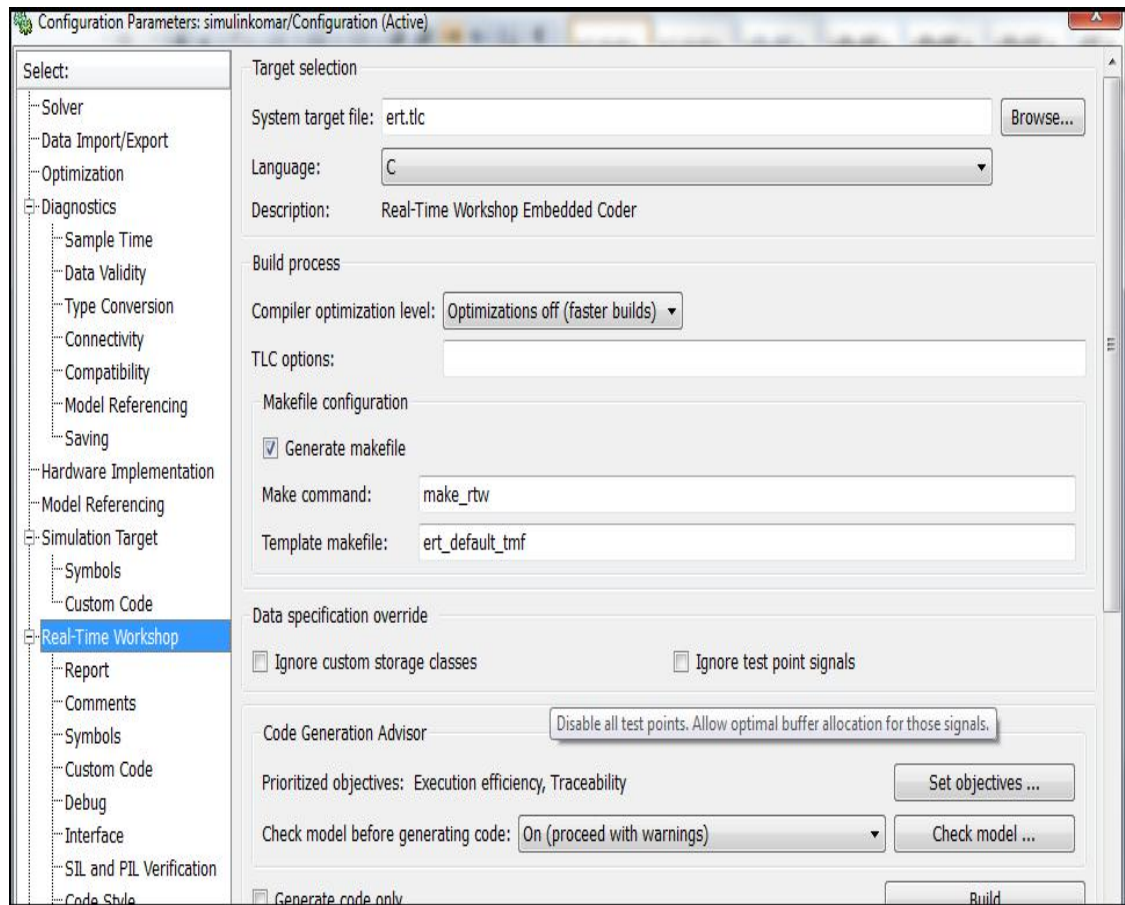 Configuration Parameters: simulinkomar/Configuration (Active)
Select:
Solver
Data Import/Export
Optimization
Diagnostics
Sample Time
Data Validity
Type Conversion
Connectivity
Compatibility
Model Referencing
Saving
Hardware Implementation
Model Referencing
Simulation Target
Symbols
Custom Code
Real-Time Workshop
Report
Comments
Symbols
Custom Code
Debug
Interface
SIL and PIL Verification
Code Style
Target selection
System target file: ert.tlc Browse...
Language: C
Description: Real-Time Workshop Embedded Coder
Build process
Compiler optimization level: Optimizations off (faster builds)
TLC options:
Makefile configuration
Generate makefile
Make command: make_rtw
Template makefile: ert_default_tmf
Data specification override
Ignore custom storage classes Ignore test point signals
Disable all test points. Allow optimal buffer allocation for those signals.
Code Generation Advisor
Prioritized objectives: Execution efficiency, Traceability Set objectives ...
Check model before generating code: On (proceed with warnings) Check model ...
Generate code only Build